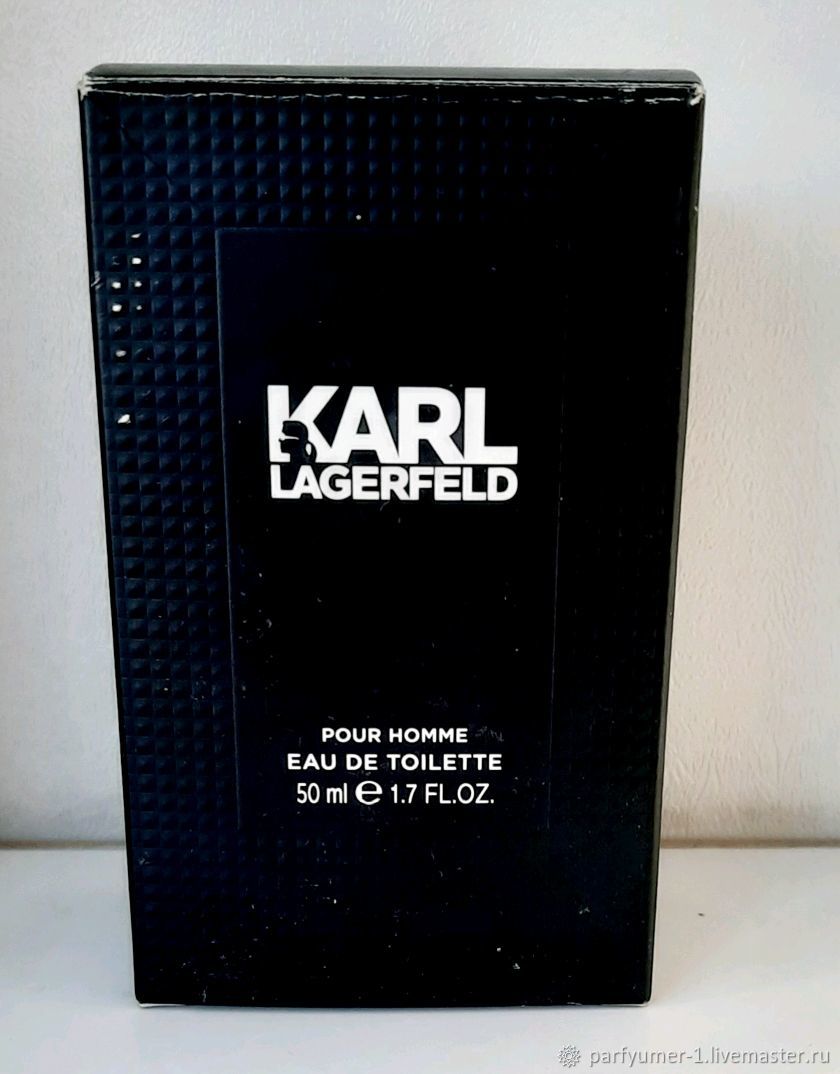 KARL
LAGERFELD
POUR HOMME
EAU DE TOILETTE
50 ml ℮ 1.7 FL.OZ.
parfyumer-1.livemaster.ru